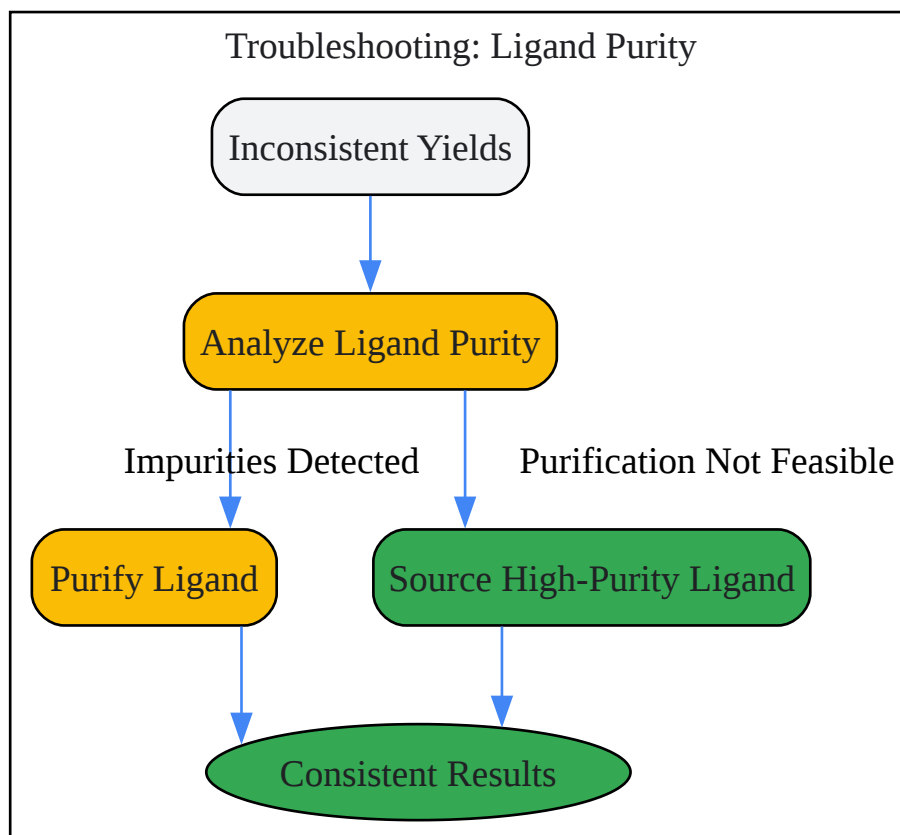 Troubleshooting: Ligand Purity
Inconsistent Yields
Analyze Ligand Purity
Impurities Detected
Purification Not Feasible
Purify Ligand
Source High-Purity Ligand
Consistent Results